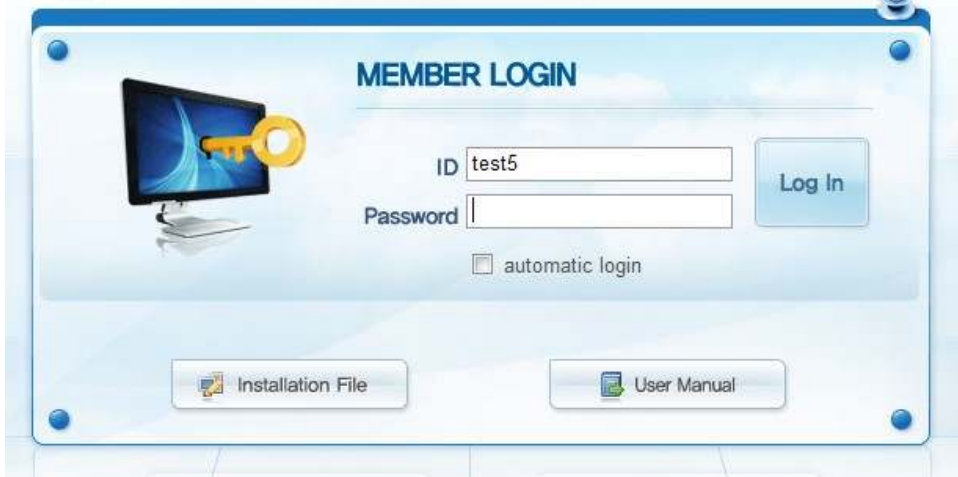 MEMBER LOGIN
ID test5
Log In
Password
automatic login
Installation File User Manual